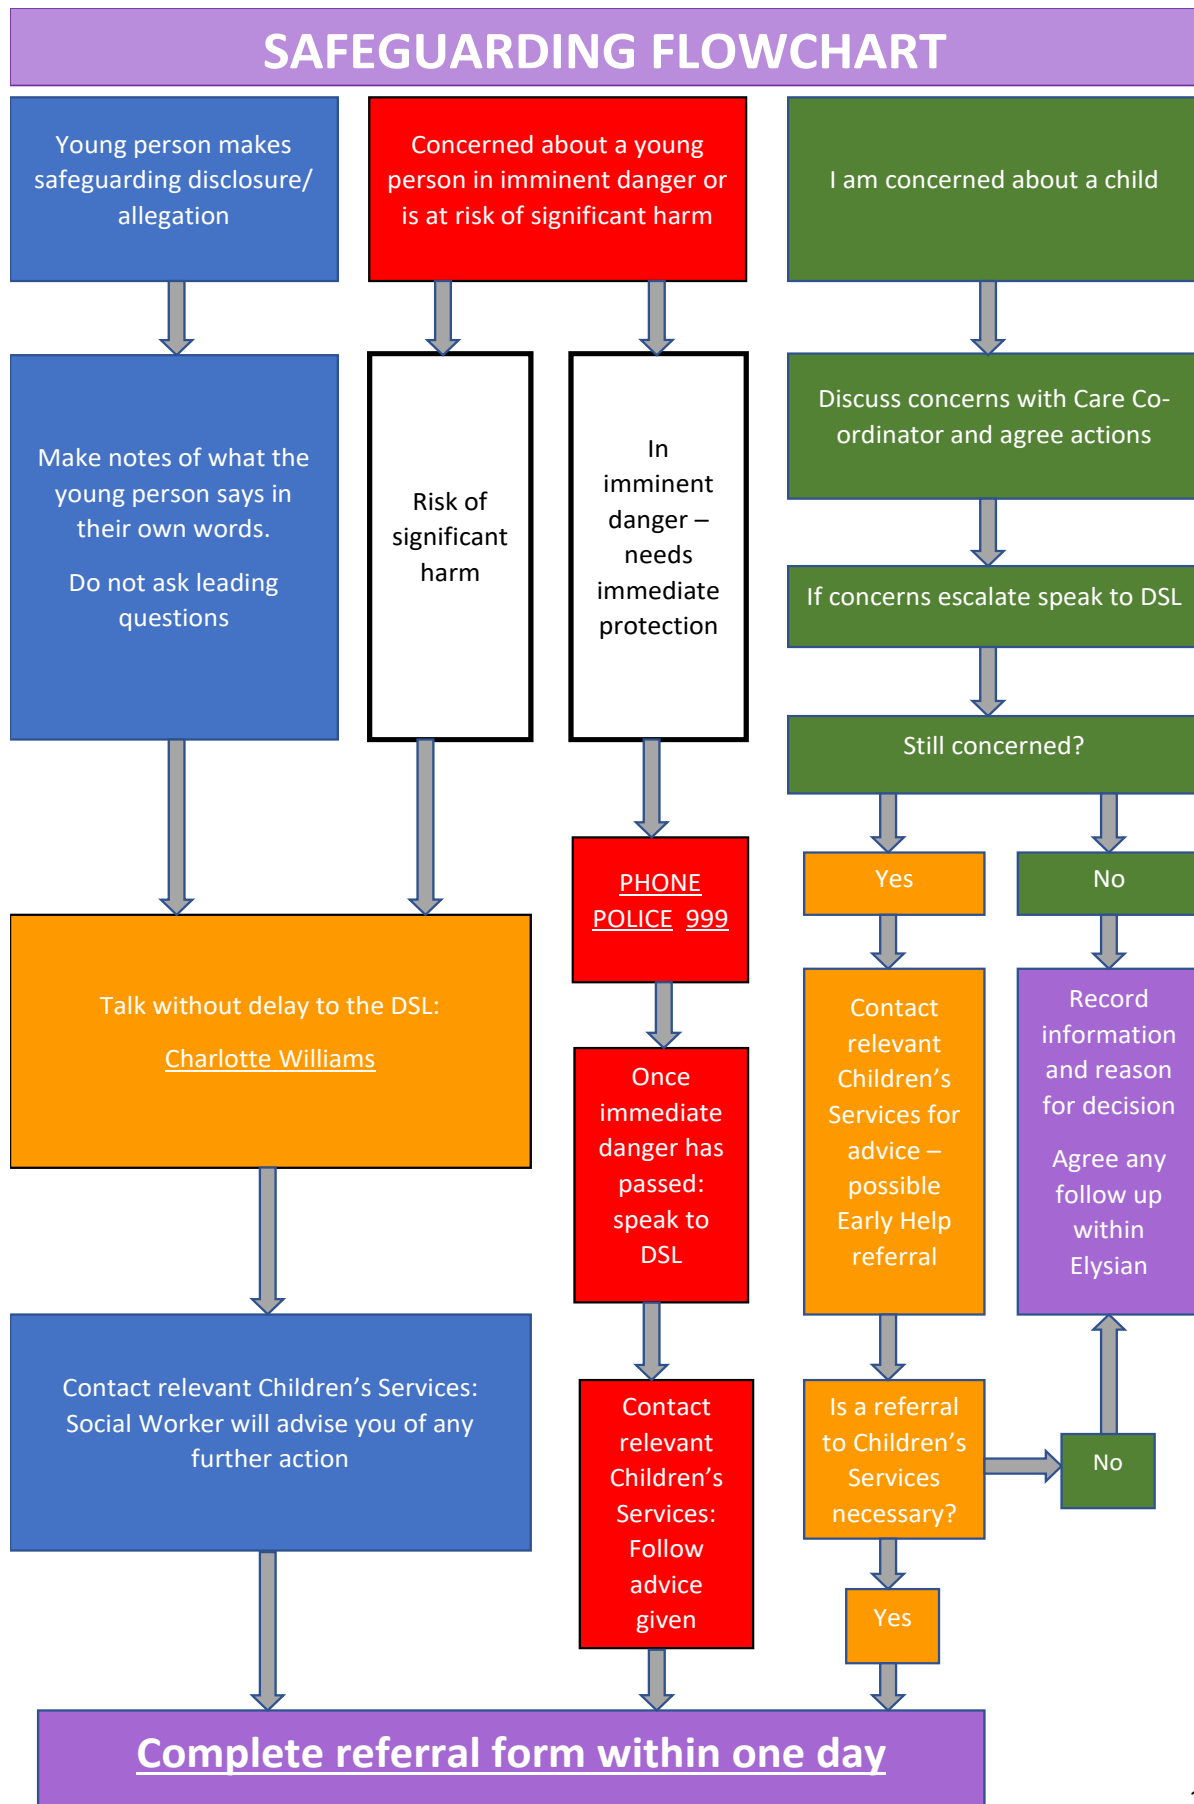 SAFEGUARDING FLOWCHART
Young person makes
safeguarding disclosure/
allegation
Concerned about a young
person in imminent danger or
is at risk of significant harm
I am concerned about a child
Make notes of what the
young person says in
their own words.
Do not ask leading
questions
Risk of
significant
harm
In
imminent
danger –
needs
immediate
protection
Discuss concerns with Care Co-
ordinator and agree actions
If concerns escalate speak to DSL
Still concerned?
PHONE
POLICE 999
Yes
No
Talk without delay to the DSL:
Charlotte Williams
Once
immediate
danger has
passed:
speak to
DSL
Contact
relevant
Children’s
Services for
advice –
possible
Early Help
referral
Record
information
and reason
for decision
Agree any
follow up
within
Elysian
Contact relevant Children’s Services:
Social Worker will advise you of any
further action
Contact
relevant
Children’s
Services:
Follow
advice
given
Is a referral
to Children’s
Services
necessary?
No
Yes
Complete referral form within one day